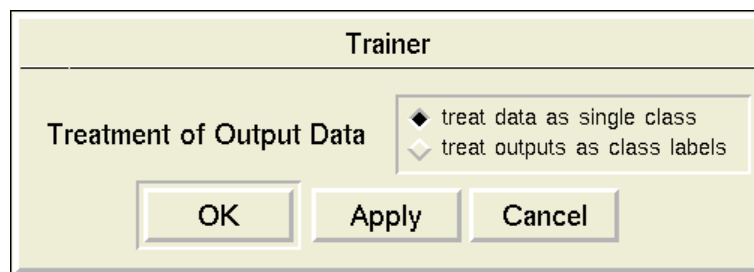 Trainer
Treatment of Output Data
treat data as single class
treat outputs as class labels
OK Apply Cancel